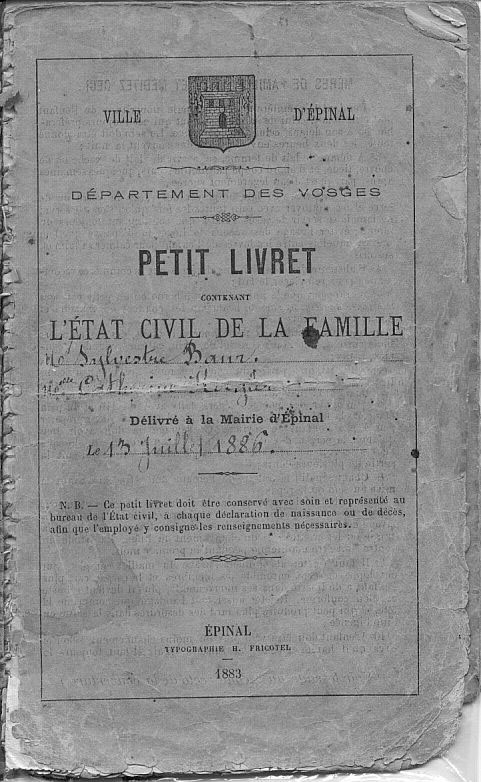 VILLE D'ÉPINAL
DÉPARTEMENT DES VOSGES
PETIT LIVRET
CONTENANT
L'ÉTAT CIVIL DE LA FAMILLE
Sylvestre Baur.
Catherine
Délivré à la Mairie d'Épinal
Le 13 Juillet 1886.
N. B. — Ce petit livret doit être conservé avec soin et représenté au
bureau de l'État civil, à chaque déclaration de naissance ou de décès,
afin que l'employé y consigne les renseignements nécessaires.
ÉPINAL
TYPOGRAPHIE H. FRICOTEL
1883